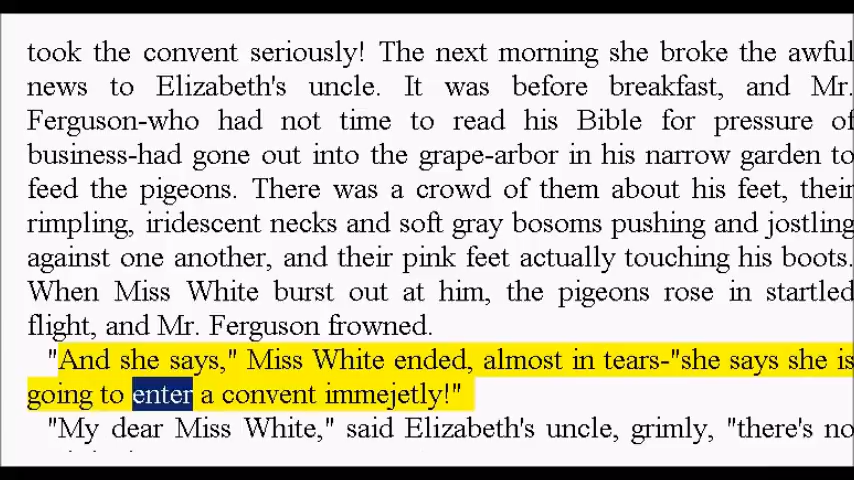 took the convent seriously! The next morning she broke the awful
news to Elizabeth's uncle. It was before breakfast, and Mr.
Ferguson-who had not time to read his Bible for pressure of
business-had gone out into the grape-arbor in his narrow garden to
feed the pigeons. There was a crowd of them about his feet, their
rimpling, iridescent necks and soft gray bosoms pushing and jostling
against one another, and their pink feet actually touching his boots.
When Miss White burst out at him, the pigeons rose in startled
flight, and Mr. Ferguson frowned.
"And she says," Miss White ended, almost in tears-"she says she is
going to enter a convent immejetly!"
"My dear Miss White," said Elizabeth's uncle, grimly, "there's no